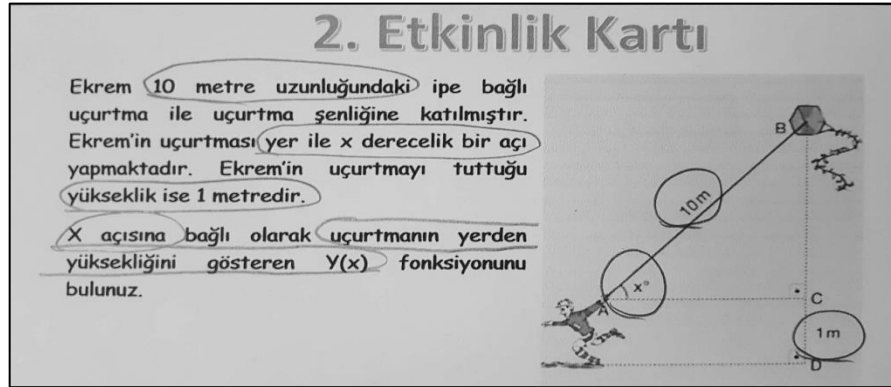 2. Etkinlik Kartı
Ekrem 10 metre uzunluğundaki ipe bağlı
uçurtma ile uçurtma şenliğine katılmıştır.
Ekrem'in uçurtması yer ile x derecelik bir açı
yapmaktadır. Ekrem'in uçurtmayı tuttuğu
yükseklik ise 1 metredir.
X açısına bağlı olarak uçurtmanın yerden
yüksekliğini gösteren Y(x) fonksiyonunu
bulunuz.
B
10m
x°
A
C
1m
D